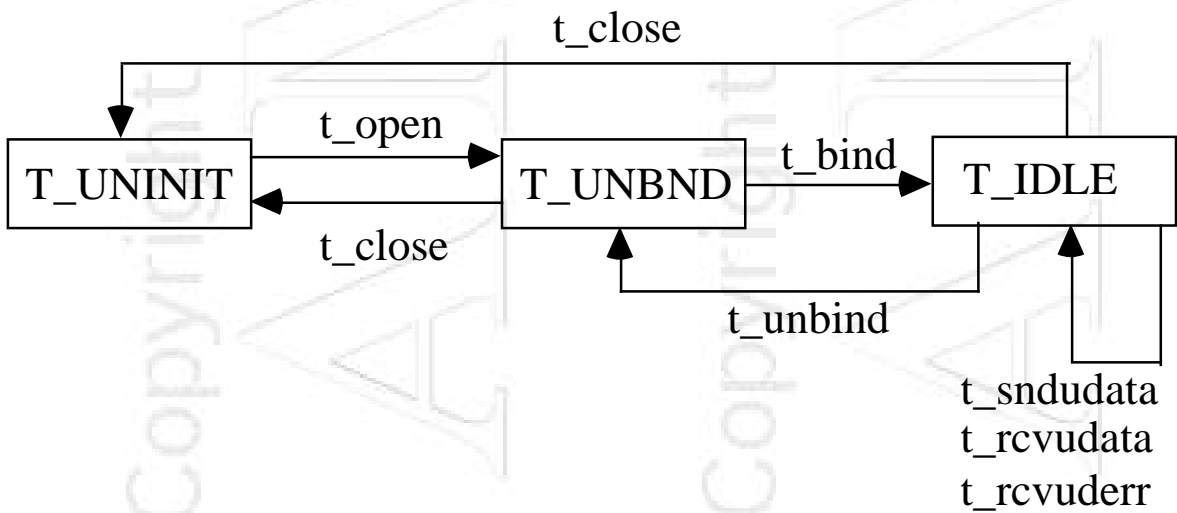 t_close
t_open
t_bind
T_UNINIT
T_UNBND
T_IDLE
t_close
t_unbind
t_sndudata
t_rcvudata
t_rcvuderr
Copyright
Copyright